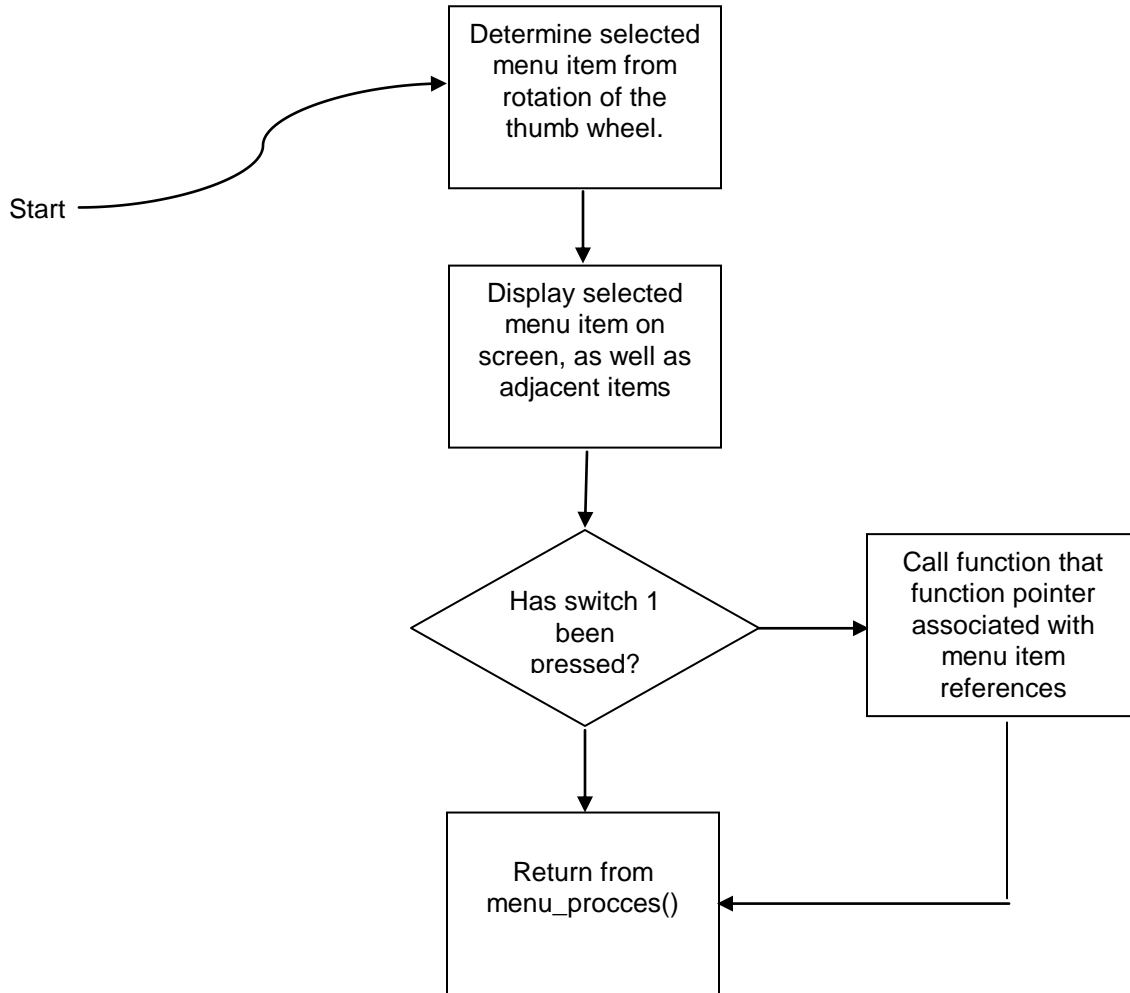 Determine selected
menu item from
rotation of the
thumb wheel.
Start
Display selected
menu item on
screen, as well as
adjacent items
Has switch 1
been
pressed?
Call function that
function pointer
associated with
menu item
references
Return from
menu_procces()